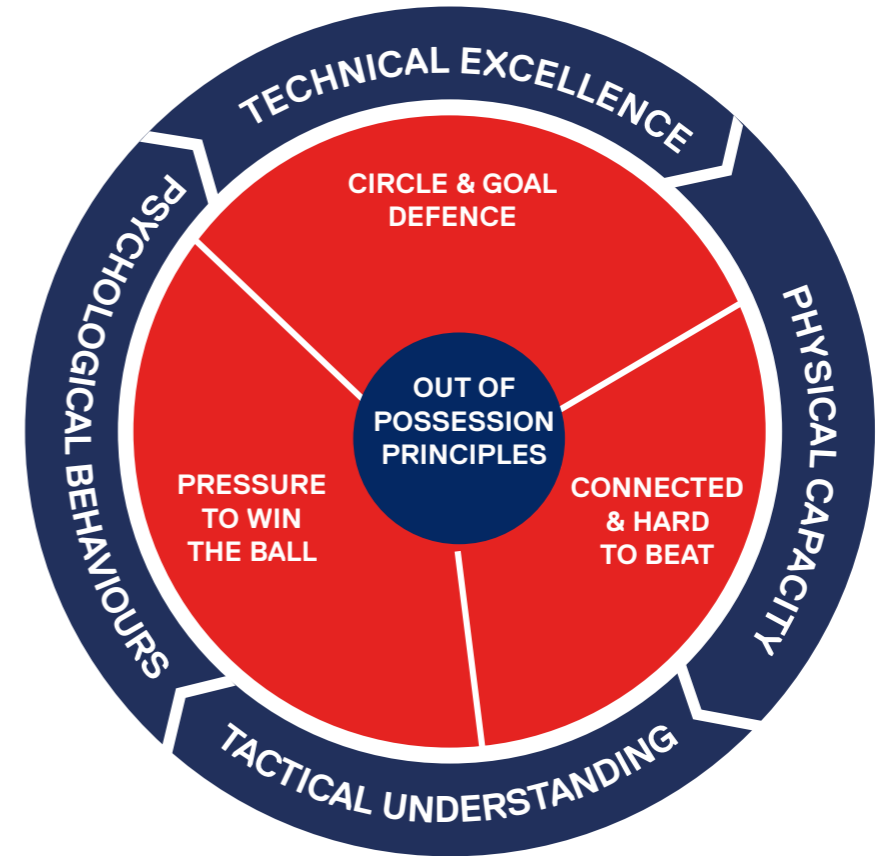 TECHNICAL EXCELLENCE
PHYSICAL CAPACITY
TACTICAL UNDERSTANDING
PSYCHOLOGICAL BEHAVIOURS
CIRCLE & GOAL
DEFENCE
OUT OF
POSSESSION
PRINCIPLES
CONNECTED
& HARD
TO BEAT
PRESSURE
TO WIN
THE BALL